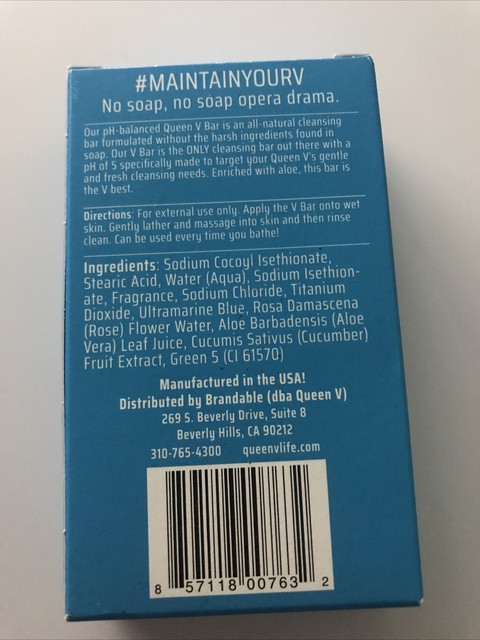 #MAINTAINYOURV
No soap, no soap opera drama.
Our pH-balanced Queen V Bar is an all-natural cleansing
bar formulated without the harsh ingredients found in
soap. Our V Bar is the ONLY cleansing bar out there with a
pH of 5 specifically made to target your Queen V's gentle
and fresh cleansing needs. Enriched with aloe, this bar is
the V best.
Directions: For external use only. Apply the V Bar onto wet
skin. Gently lather and massage into skin and then rinse
clean. Can be used every time you bathe!
Ingredients: Sodium Cocoyl Isethionate,
Stearic Acid, Water (Aqua), Sodium Isethion-
ate, Fragrance, Sodium Chloride, Titanium
Dioxide, Ultramarine Blue, Rosa Damascena
(Rose) Flower Water, Aloe Barbadensis (Aloe
Vera) Leaf Juice, Cucumis Sativus (Cucumber)
Fruit Extract, Green 5 (CI 61570)
Manufactured in the USA!
Distributed by Brandable (dba Queen V)
269 S. Beverly Drive, Suite 8
Beverly Hills, CA 90212
310-765-4300 queenvlife.com
8 57118 00763 2